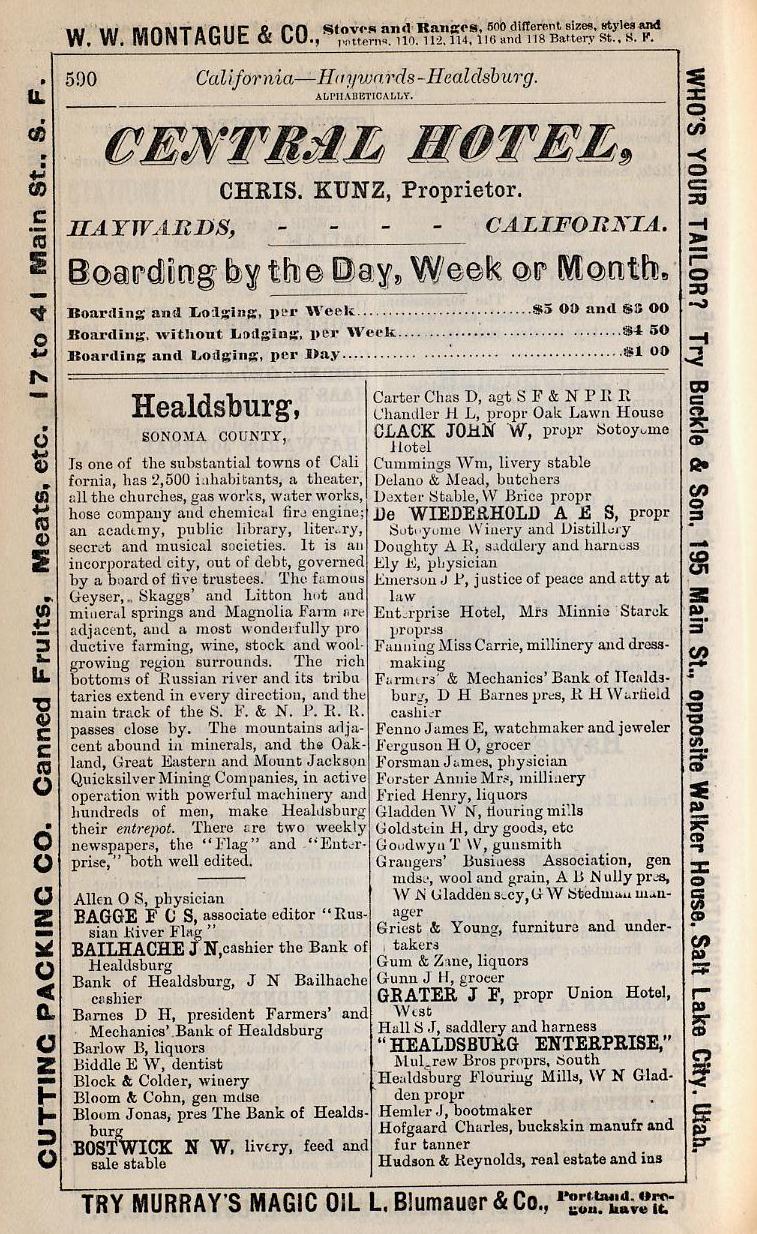 W. W. MONTAGUE & CO., Stoves and Ranges, 500 different sizes, styles and
patterns. 110, 112, 114, 116 and 118 Battery St., S. F.
590 California—Haywards-Healdsburg.
ALPHABETICALLY.
CENTRAL HOTEL,
CHRIS. KUNZ, Proprietor.
HAYWARDS, - - - - CALIFORNIA.
Boarding by the Day, Week or Month.
Boarding and Lodging, per Week..............................$5 00 and $6 00
Boarding, without Lodging, per Week..............................$4 50
Boarding and Lodging, per Day..............................$1 00
Healdsburg,
SONOMA COUNTY,
Is one of the substantial towns of Cali
fornia, has 2,500 inhabitants, a theater,
all the churches, gas works, water works,
hose company and chemical fire engine;
an academy, public library, literary,
secret and musical societies. It is an
incorporated city, out of debt, governed
by a board of five trustees. The famous
Geyser, Skaggs' and Litton hot and
mineral springs and Magnolia Farm are
adjacent, and a most wonderfully pro
ductive farming, wine, stock and wool-
growing region surrounds. The rich
bottoms of Russian river and its tribu
taries extend in every direction, and the
main track of the S. F. & N. P. R. R.
passes close by. The mountains adja-
cent abound in minerals, and the Oak-
land, Great Eastern and Mount Jackson
Quicksilver Mining Companies, in active
operation with powerful machinery and
hundreds of men, make Healdsburg
their entrepot. There are two weekly
newspapers, the "Flag" and "Enter-
prise," both well edited.
Allen O S, physician
BAGGE F C S, associate editor "Rus-
sian River Flag"
BAILHACHE J N, cashier the Bank of
Healdsburg
Bank of Healdsburg, J N Bailhache
cashier
Barnes D H, president Farmers' and
Mechanics' Bank of Healdsburg
Barlow B, liquors
Biddle E W, dentist
Block & Colder, winery
Bloom & Cohn, gen mdse
Bloom Jonas, pres The Bank of Healds-
burg
BOSTWICK N W, livery, feed and
sale stable
Carter Chas D, agt S F & N P R R
Chandler H L, propr Oak Lawn House
CLACK JOHN W, propr Sotoyome
Hotel
Cummings Wm, livery stable
Delano & Mead, butchers
Dexter Stable, W Brice propr
De WIEDERHOLD A E S, propr
Sotoyome Winery and Distillery
Doughty A R, saddlery and harness
Ely E, physician
Emerson J P, justice of peace and atty at
law
Enterprise Hotel, Mrs Minnie Starck
proprss
Fanning Miss Carrie, millinery and dress-
making
Farmers' & Mechanics' Bank of Healds-
burg, D H Barnes pres, R H Warfield
cashier
Fenno James E, watchmaker and jeweler
Ferguson H O, grocer
Forsman James, physician
Forster Annie Mrs, millinery
Fried Henry, liquors
Gladden W N, flouring mills
Goldstein H, dry goods, etc
Goodwyn T W, gunsmith
Grangers' Business Association, gen
mdse, wool and grain, A B Nully pres,
W N Gladden secy, G W Stedman man-
ager
Griest & Young, furniture and under-
takers
Gum & Zane, liquors
Gunn J H, grocer
GRATER J F, propr Union Hotel,
West
Hall S J, saddlery and harness
"HEALDSBURG ENTERPRISE,"
Mulgrew Bros proprs, South
Healdsburg Flouring Mills, W N Glad-
den propr
Hemler J, bootmaker
Hofgaard Charles, buckskin manufr and
fur tanner
Hudson & Reynolds, real estate and ins
CUTTING PACKING CO. Canned Fruits, Meats, etc. 17 to 41 Main St., S. F.
WHO'S YOUR TAILOR? Try Buckle & Son, 195 Main St., opposite Walker House, Salt Lake City, Utah.
TRY MURRAY'S MAGIC OIL L. Blumauer & Co., Portland, Ore-
gon, have it.